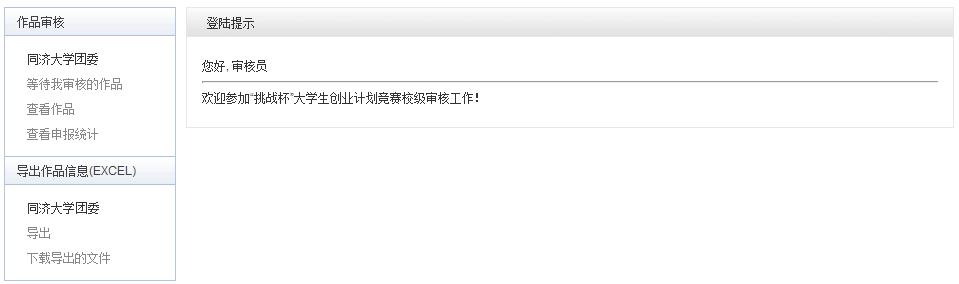 作品审核
同济大学团委
等待我审核的作品
查看作品
查看申报统计
导出作品信息(EXCEL)
同济大学团委
导出
下载导出的文件
登陆提示
您好, 审核员
欢迎参加“挑战杯”大学生创业计划竞赛校级审核工作!